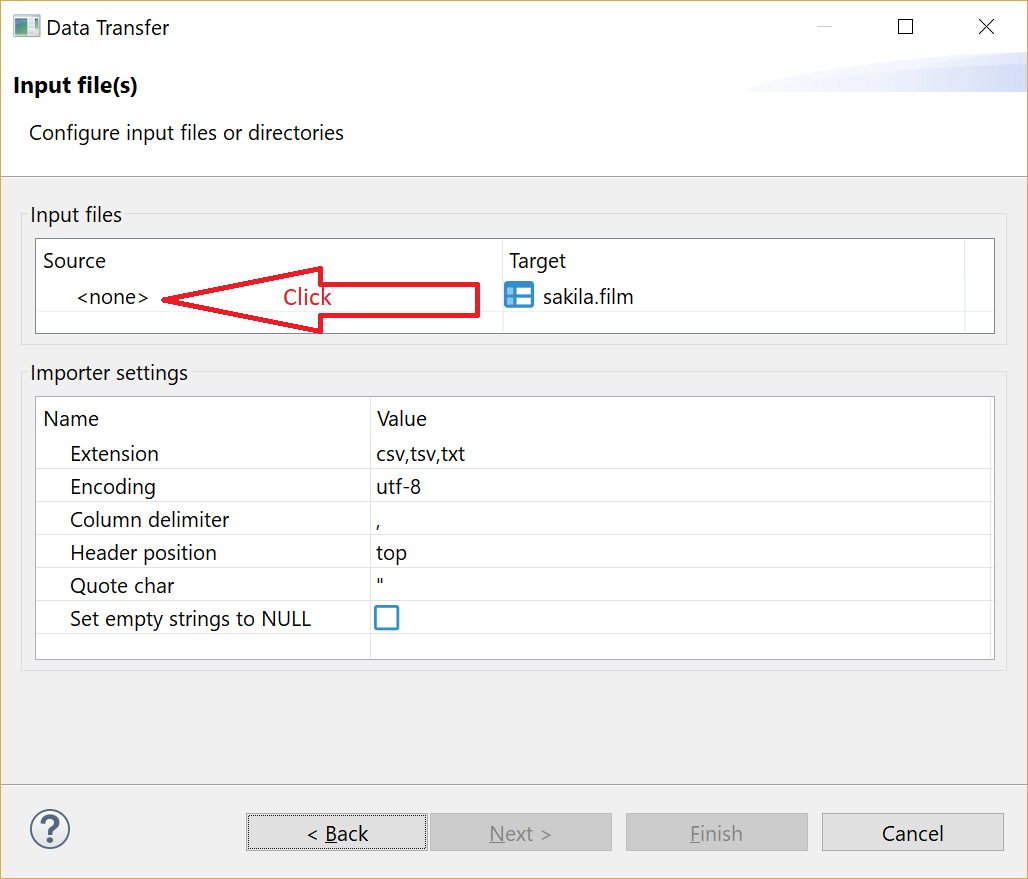 Data Transfer
Input file(s)
Configure input files or directories
Input files
Source Target
<none> Click sakila.film
Importer settings
Name Value
Extension csv,tsv,txt
Encoding utf-8
Column delimiter ,
Header position top
Quote char "
Set empty strings to NULL
? < Back Next > Finish Cancel